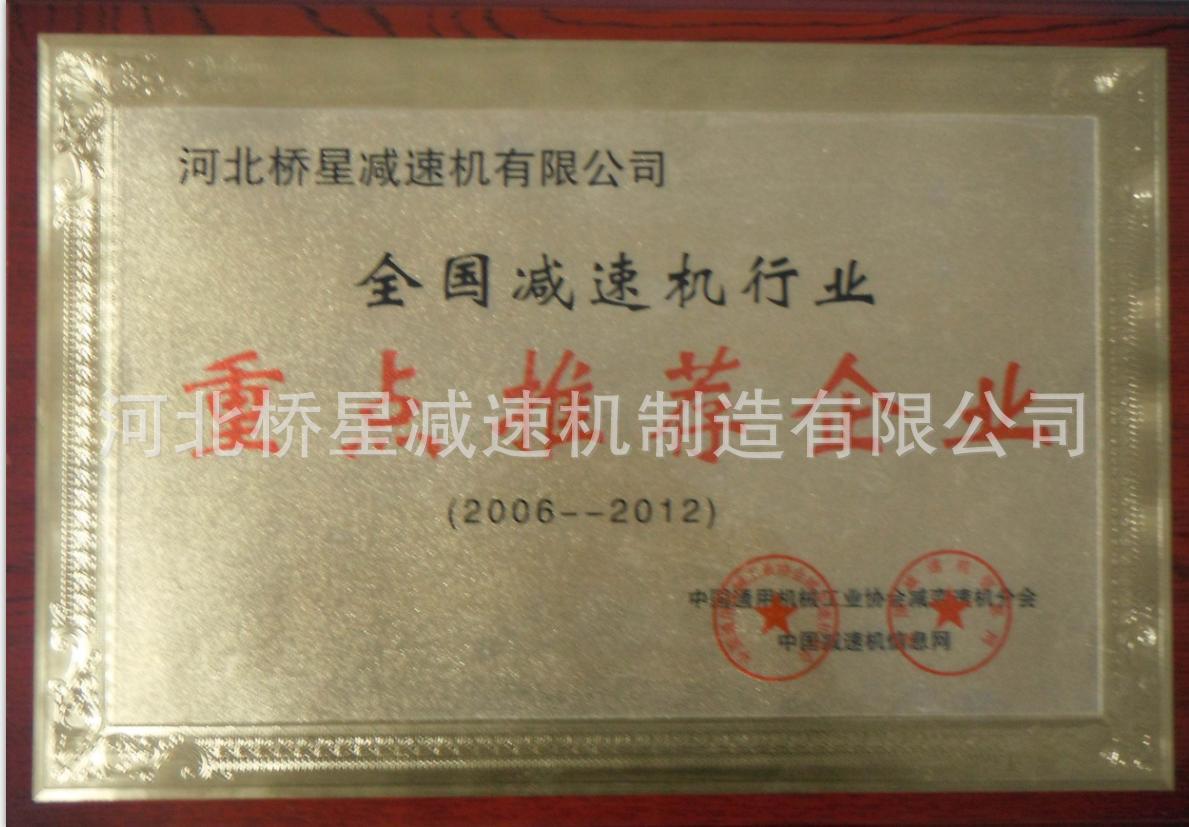 河北桥星减速机有限公司
全国减速机行业
重点推荐企业
河北桥星减速机制造有限公司
(2006--2012)
中国通用机械工业协会减变速机分会
中国减速机信息网